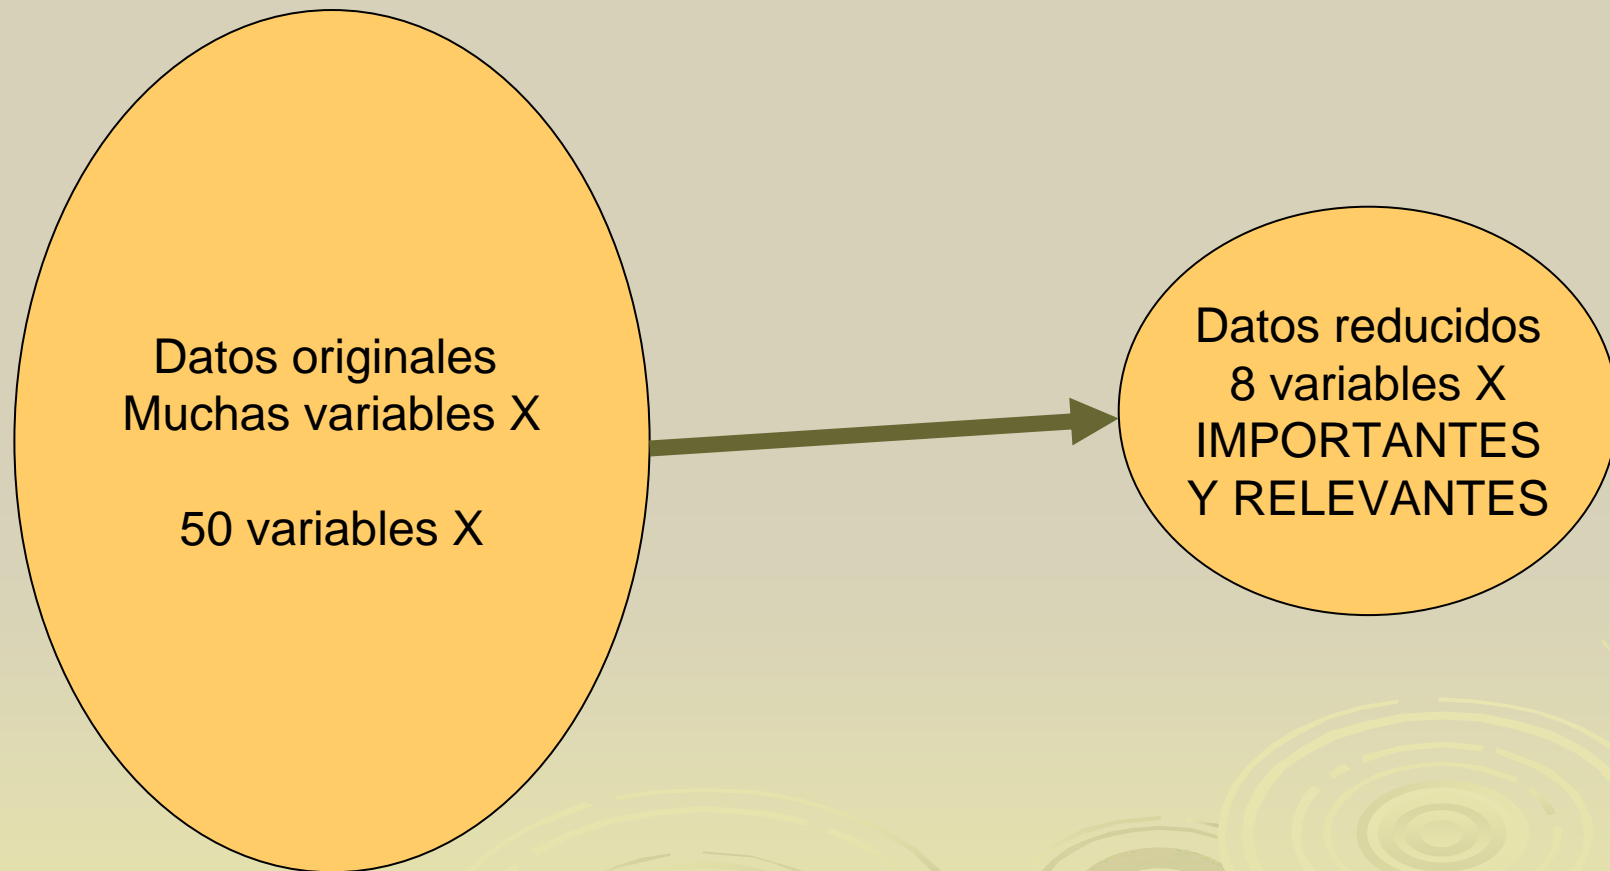 Datos originales
Muchas variables X
50 variables X
Datos reducidos
8 variables X
IMPORTANTES
Y RELEVANTES